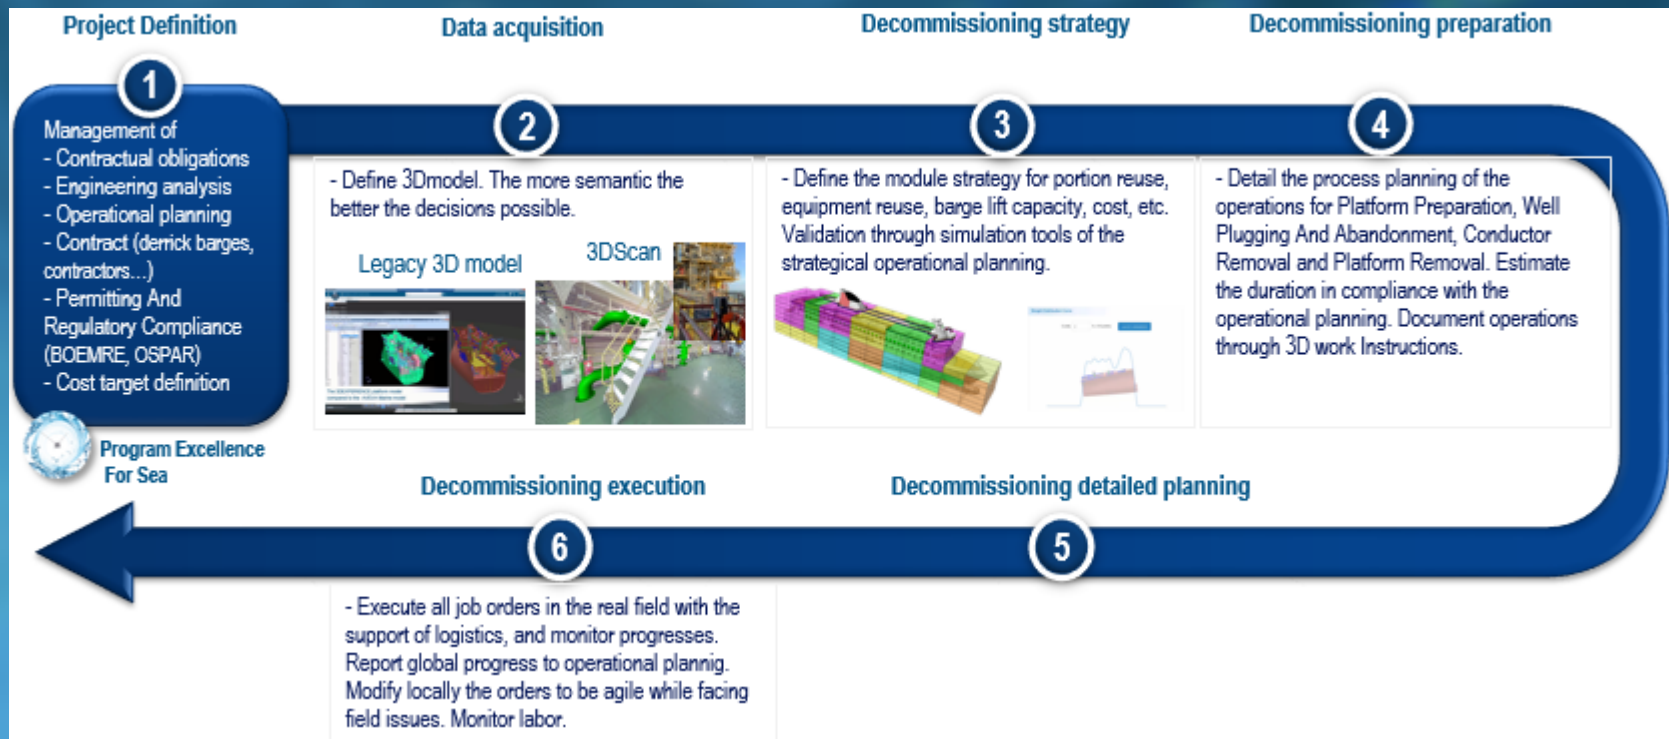 Project Definition
Data acquisition
Decommissioning strategy
Decommissioning preparation
1
Management of
- Contractual obligations
- Engineering analysis
- Operational planning
- Contract (derrick barges,
contractors...)
- Permitting And
Regulatory Compliance
(BOEMRE, OSPAR)
- Cost target definition
Program Excellence
For Sea
2
- Define 3Dmodel. The more semantic the
better the decisions possible.
Legacy 3D model
3DScan
3
- Define the module strategy for portion reuse,
equipment reuse, barge lift capacity, cost, etc.
Validation through simulation tools of the
strategical operational planning.
4
- Detail the process planning of the
operations for Platform Preparation, Well
Plugging And Abandonment, Conductor
Removal and Platform Removal. Estimate
the duration in compliance with the
operational planning. Document operations
through 3D work Instructions.
Decommissioning detailed planning
5
Decommissioning execution
6
- Execute all job orders in the real field with the
support of logistics, and monitor progresses.
Report global progress to operational plannig.
Modify locally the orders to be agile while facing
field issues. Monitor labor.